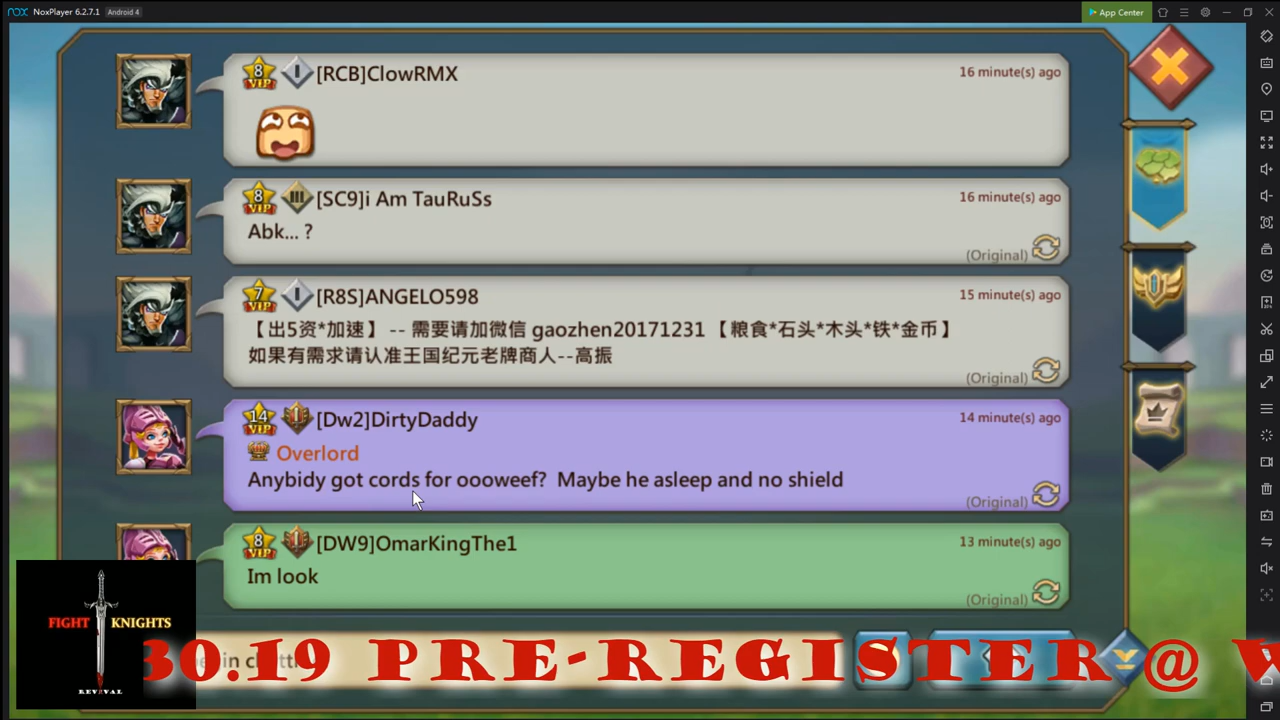 NOX NoxPlayer 6.2.7.1 Android 4
App Center
8 VIP I [RCB]ClowRMX 16 minute(s) ago
8 VIP III [SC9]i Am TauRuSs 16 minute(s) ago
Abk... ?
(Original)
7 VIP I [R8S]ANGELO598 15 minute(s) ago
【出5资*加速】 -- 需要请加微信 gaozhen20171231 【粮食*石头*木头*铁*金币】
如果有需求请认准王国纪元老牌商人--高振
(Original)
14 VIP [Dw2]DirtyDaddy 14 minute(s) ago
Overlord
Anybidy got cords for oooweef?  Maybe he asleep and no shield
(Original)
8 VIP [DW9]OmarKingThe1 13 minute(s) ago
Im look
(Original)
FIGHT KNIGHTS
REVIVAL
30.19 PRE-REGISTER @ W